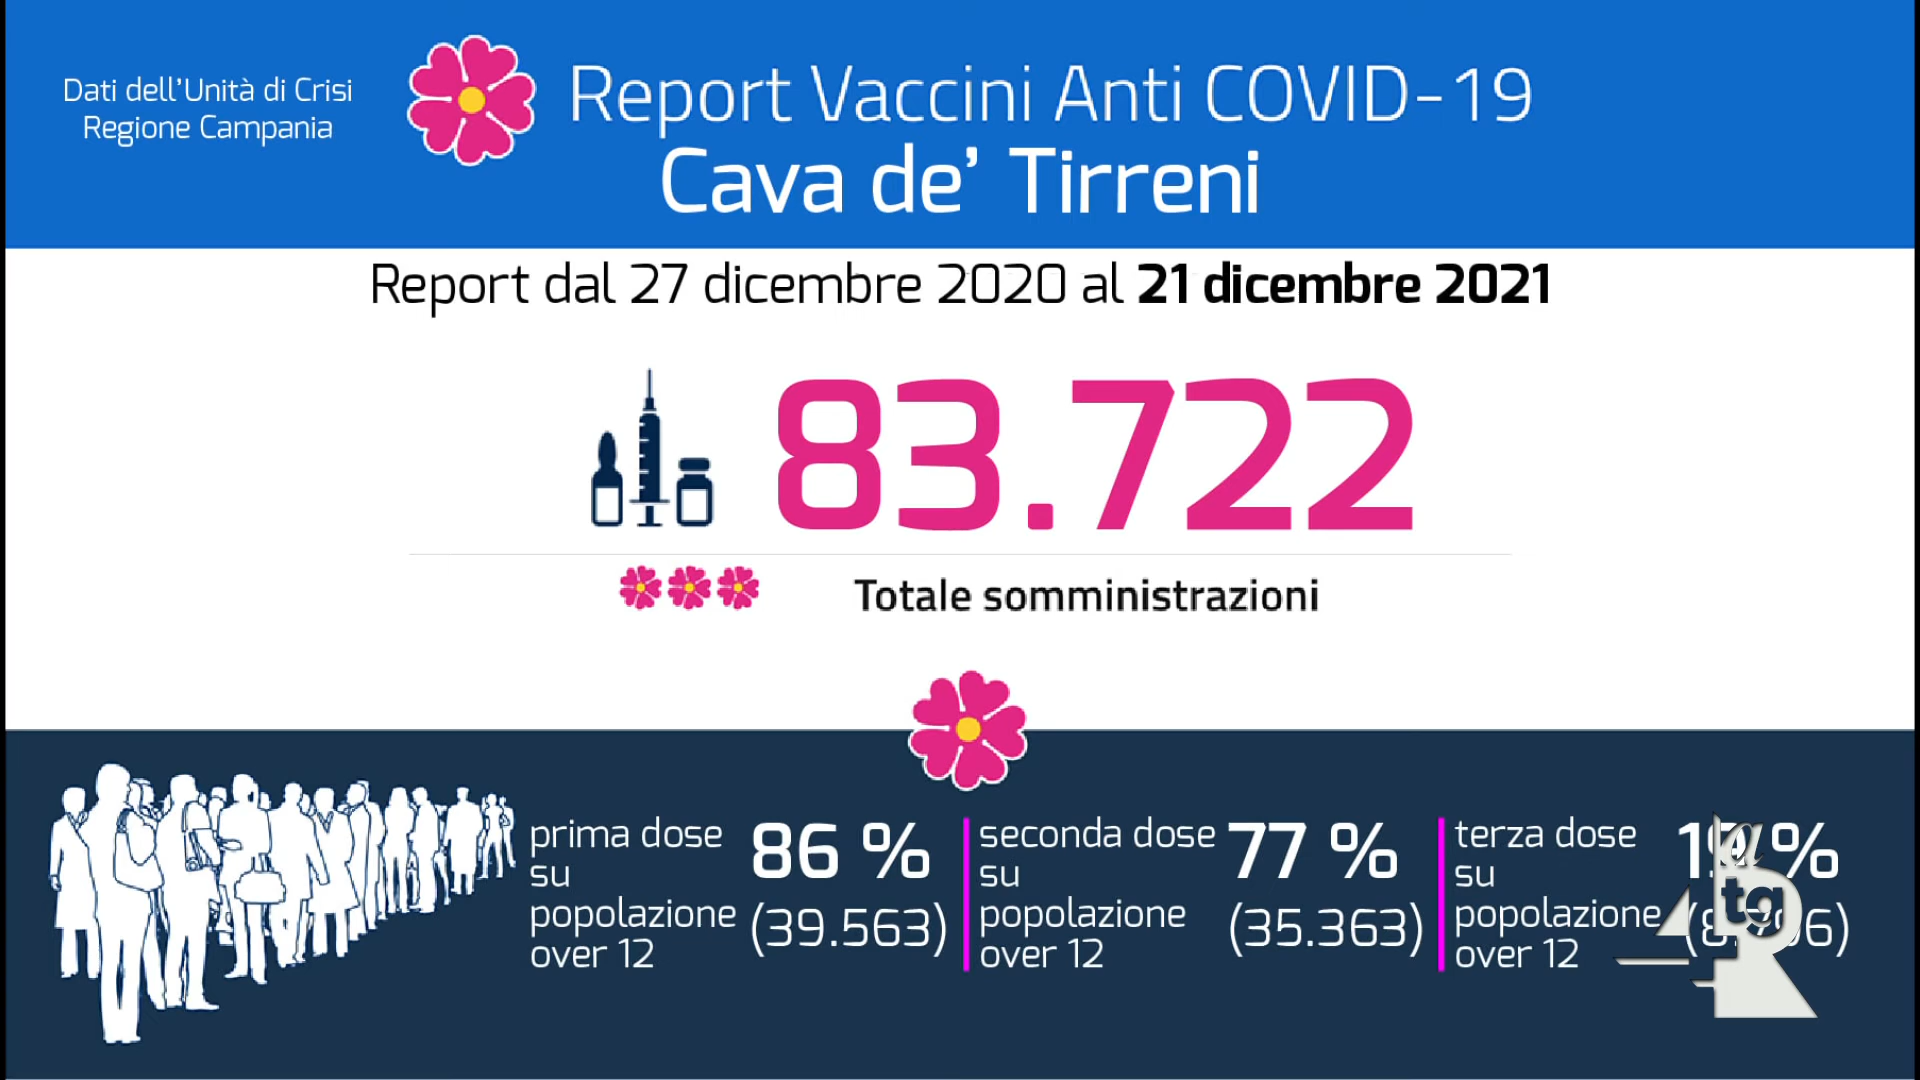 Dati dell'Unità di Crisi
Regione Campania
Report Vaccini Anti COVID-19
Cava de' Tirreni
Report dal 27 dicembre 2020 al 21 dicembre 2021
83.722
Totale somministrazioni
prima dose
su
popolazione
over 12
86 %
(39.563)
seconda dose
su
popolazione
over 12
77 %
(35.363)
terza dose
su
popolazione
over 12
%
tg